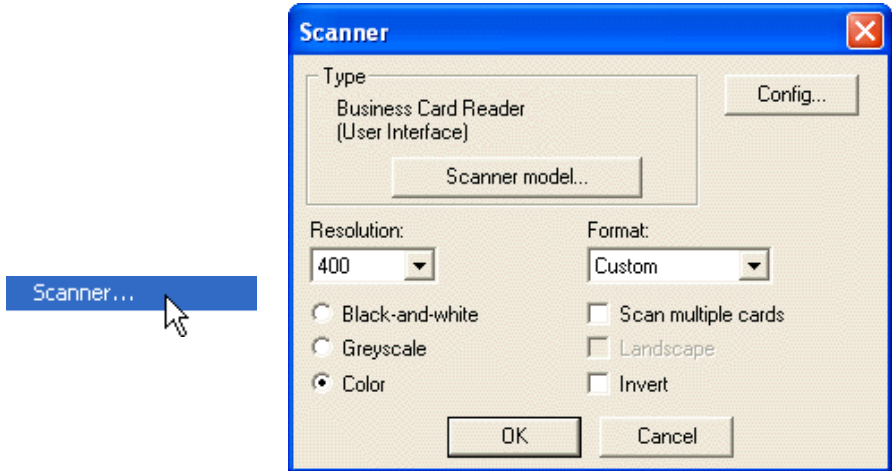 Scanner...
Scanner
Type
Business Card Reader
(User Interface)
Scanner model...
Config...
Resolution:
400
Format:
Custom
Black-and-white
Greyscale
Color
Scan multiple cards
Landscape
Invert
OK
Cancel